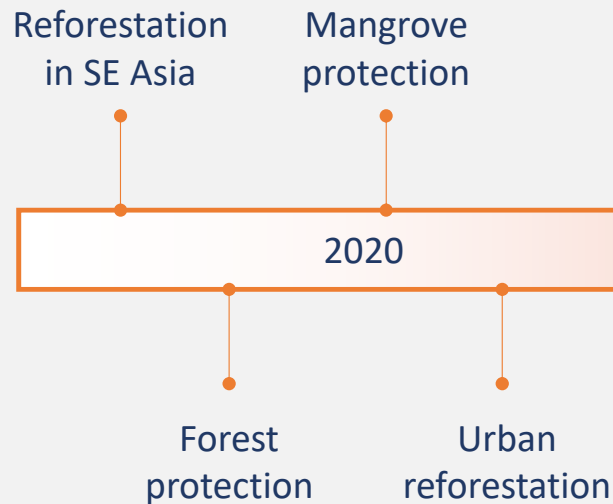 Reforestation
in SE Asia
Mangrove
protection
2020
Forest
protection
Urban
reforestation